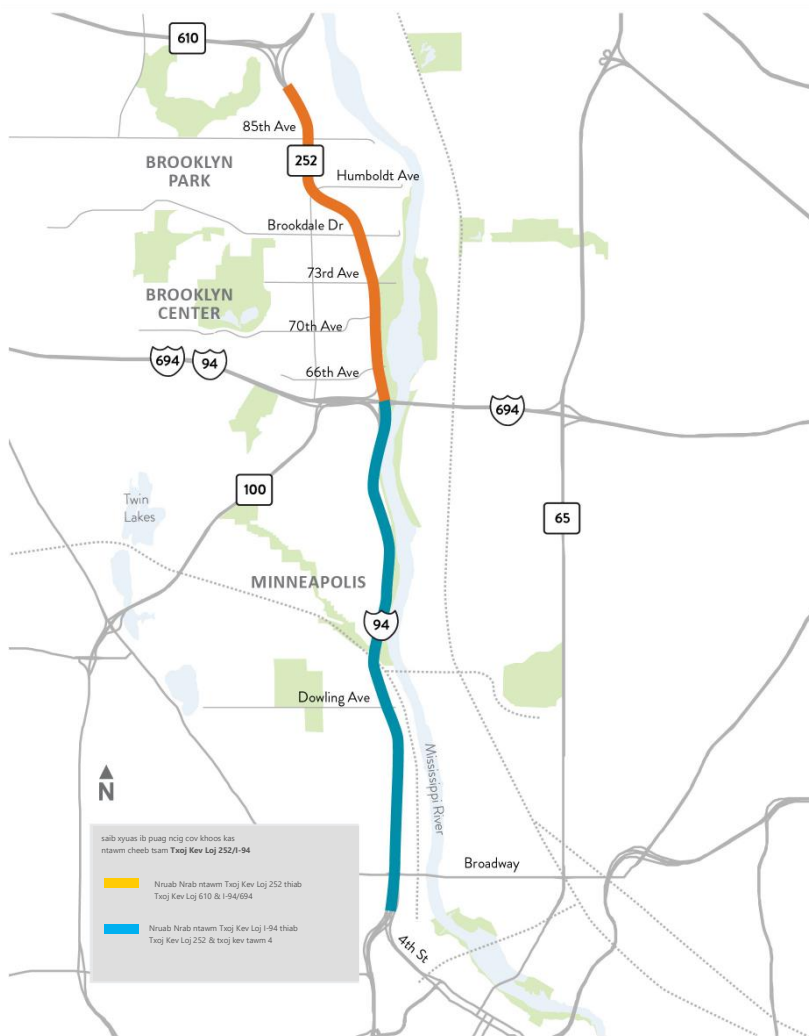 610
85th Ave
252
BROOKLYN
PARK
Humboldt Ave
Brookdale Dr
73rd Ave
BROOKLYN
CENTER
70th Ave
694
94
66th Ave
694
100
65
Twin
Lakes
MINNEAPOLIS
94
Dowling Ave
Mississippi River
N
saib xyuas ib puag ncig cov khoos kas
ntawm cheeb tsam Txoj Kev Loj 252/I-94
Broadway
Nruab Nrab ntawm Txoj Kev Loj 252 thiab
Txoj Kev Loj 610 & I-94/694
Nruab Nrab ntawm Txoj Kev Loj I-94 thiab
Txoj Kev Loj 252 & txoj kev tawm 4
4th St